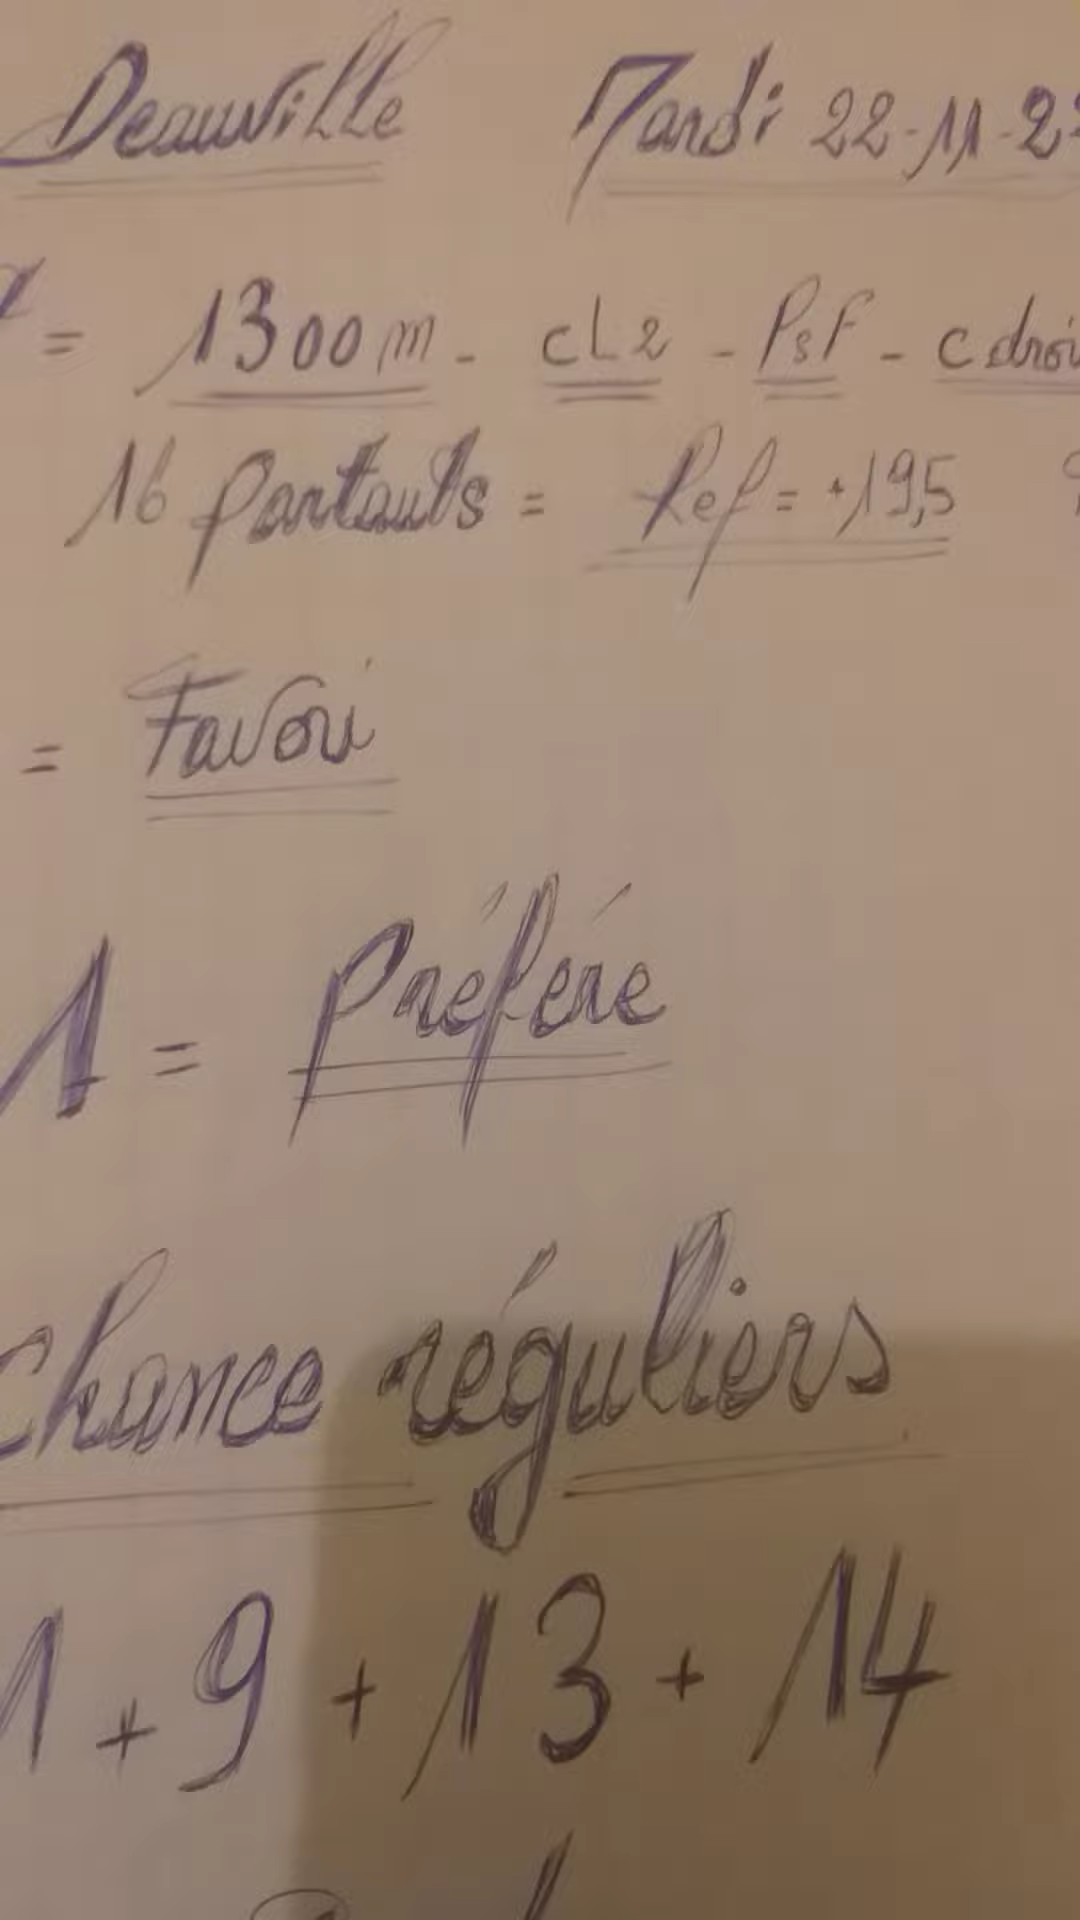 Deauville Mardi 22-11-2
= 1300m - cL2 - PsF - c droi
16 partants = Ref = +19,5
= Favori
1 = Préféré
Chance réguliers
1 + 9 + 13 + 14